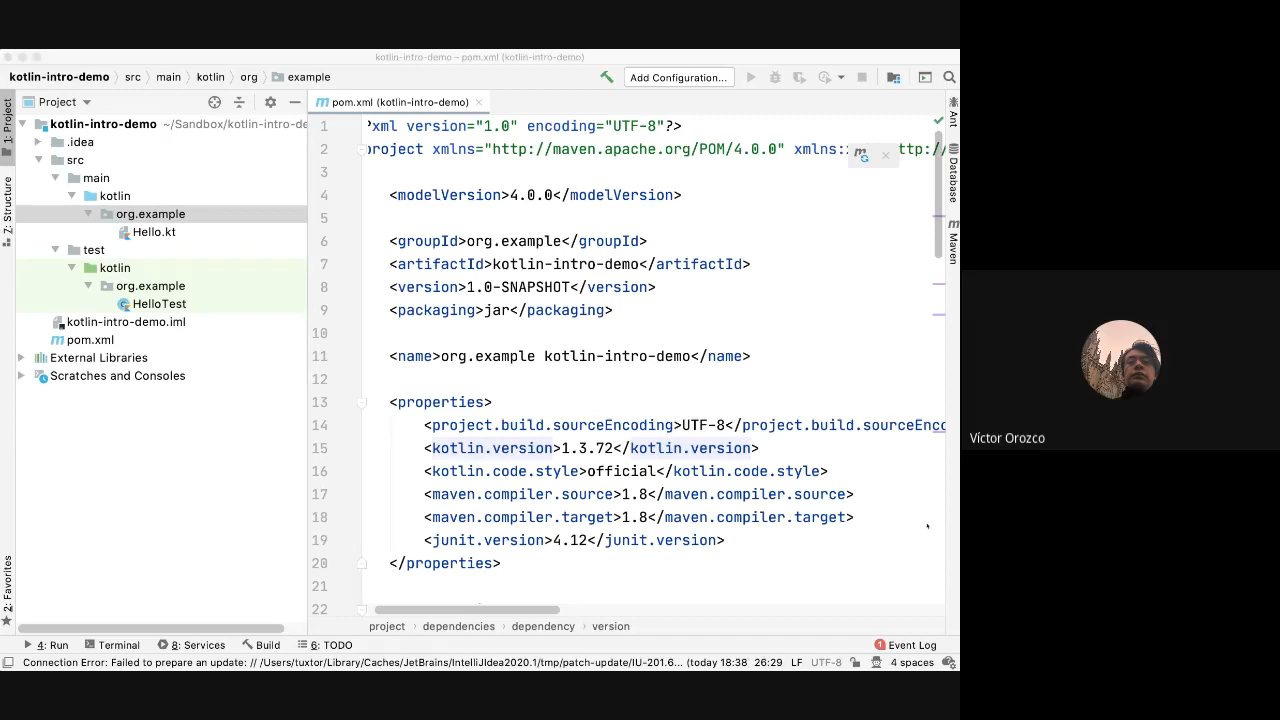 kotlin-intro-demo – pom.xml (kotlin-intro-demo)
kotlin-intro-demo src main kotlin org example
Add Configuration...
1: Project
Z: Structure
2: Favorites
Project
kotlin-intro-demo ~/Sandbox/kotlin-intro-de
.idea
src
main
kotlin
org.example
Hello.kt
test
kotlin
org.example
HelloTest
kotlin-intro-demo.iml
pom.xml
External Libraries
Scratches and Consoles
pom.xml (kotlin-intro-demo)
1 ?xml version="1.0" encoding="UTF-8"?>
2 project xmlns="http://maven.apache.org/POM/4.0.0" xmlns: ttp://
3
4 <modelVersion>4.0.0</modelVersion>
5
6 <groupId>org.example</groupId>
7 <artifactId>kotlin-intro-demo</artifactId>
8 <version>1.0-SNAPSHOT</version>
9 <packaging>jar</packaging>
10
11 <name>org.example kotlin-intro-demo</name>
12
13 <properties>
14 <project.build.sourceEncoding>UTF-8</project.build.sourceEnco
15 <kotlin.version>1.3.72</kotlin.version>
16 <kotlin.code.style>official</kotlin.code.style>
17 <maven.compiler.source>1.8</maven.compiler.source>
18 <maven.compiler.target>1.8</maven.compiler.target>
19 <junit.version>4.12</junit.version>
20 </properties>
21
22
project › dependencies › dependency › version
Ant
Database
Maven
4: Run Terminal 8: Services Build 6: TODO
1 Event Log
Connection Error: Failed to prepare an update: // /Users/tuxtor/Library/Caches/JetBrains/IntelliJIdea2020.1/tmp/patch-update/IU-201.6... (today 18:38 26:29 LF UTF-8 4 spaces
Víctor Orozco